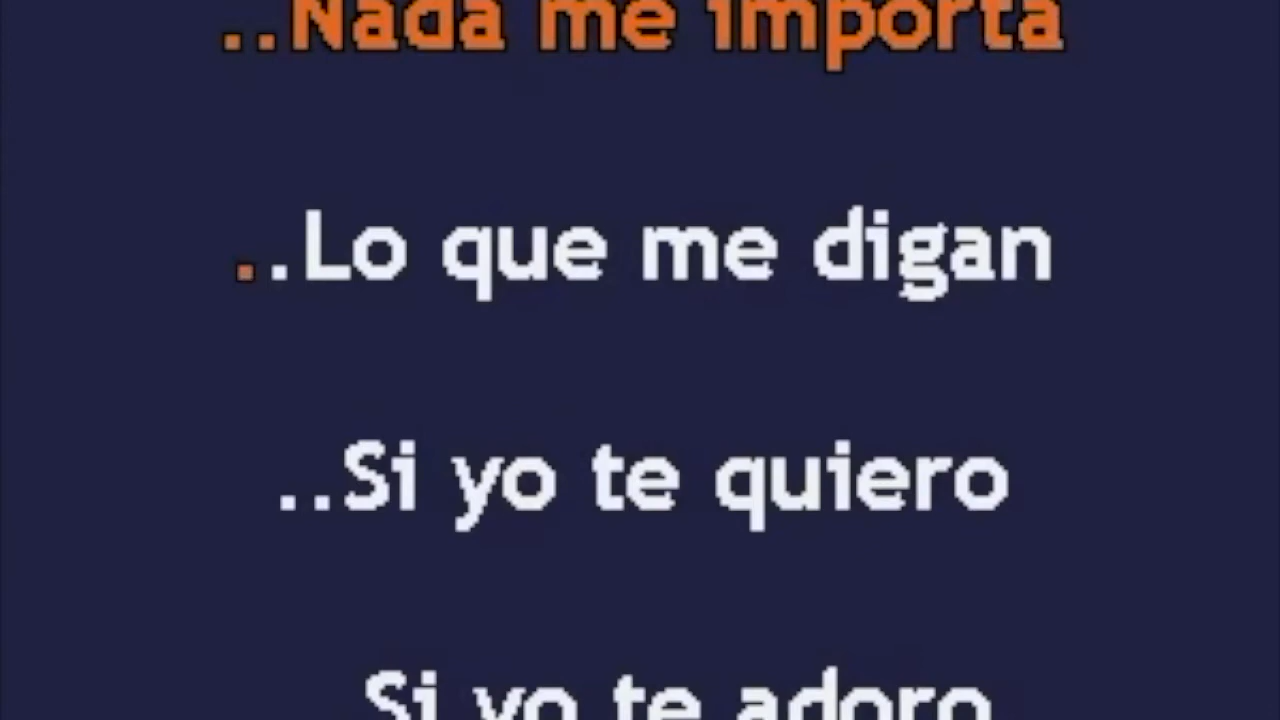 ..Nada me importa
..Lo que me digan
..Si yo te quiero
Si yo te adoro